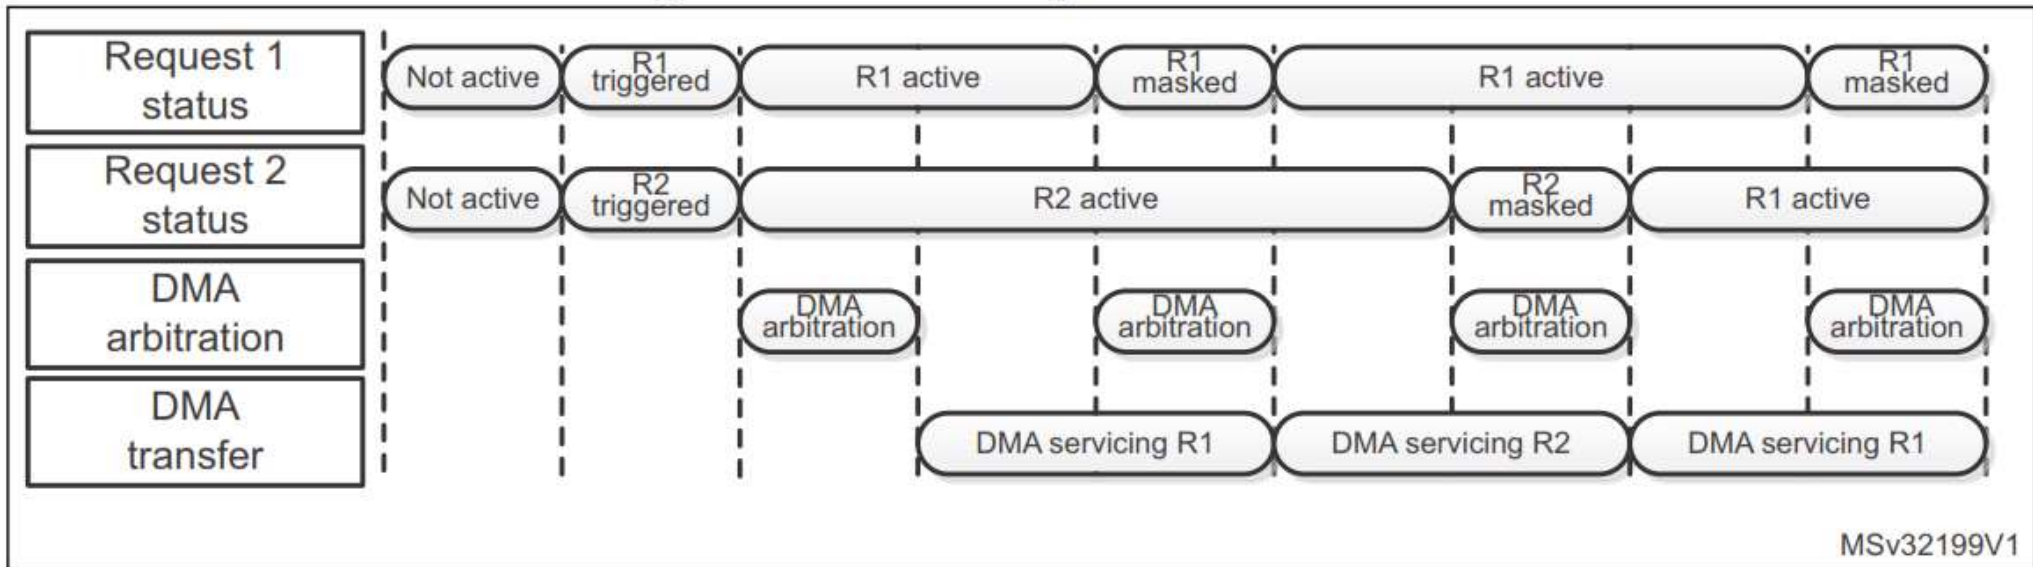 Request 1
status
Not active
R1
triggered
R1 active
R1
masked
R1 active
R1
masked
Request 2
status
Not active
R2
triggered
R2 active
R2
masked
R1 active
DMA
arbitration
DMA
arbitration
DMA
arbitration
DMA
arbitration
DMA
arbitration
DMA
transfer
DMA servicing R1
DMA servicing R2
DMA servicing R1
MSv32199V1